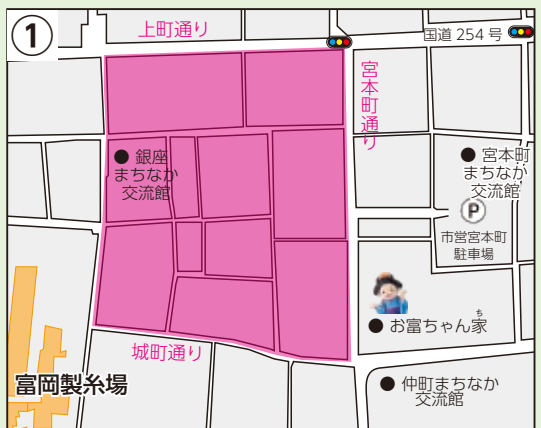 ①
上町通り
国道 254 号
宮本町通り
● 銀座
まちなか
交流館
● 宮本町
まちなか
交流館
P
市営宮本町
駐車場
ち
● お富ちゃん家
城町通り
富岡製糸場
● 仲町まちなか
交流館